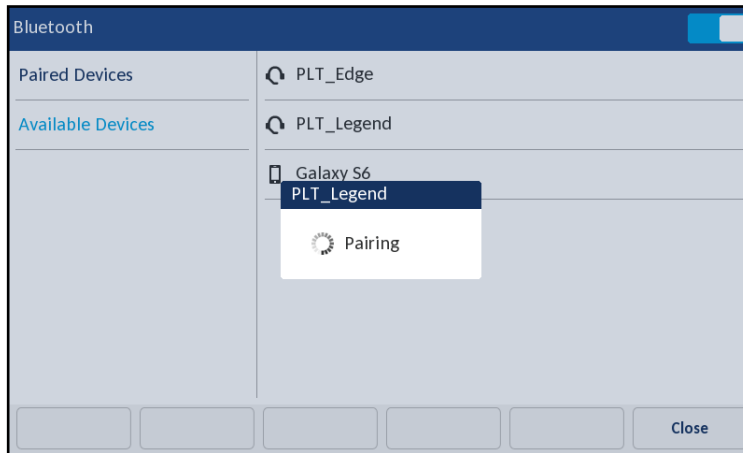 Bluetooth
Paired Devices
Available Devices
PLT_Edge
PLT_Legend
Galaxy S6
PLT_Legend
Pairing
Close